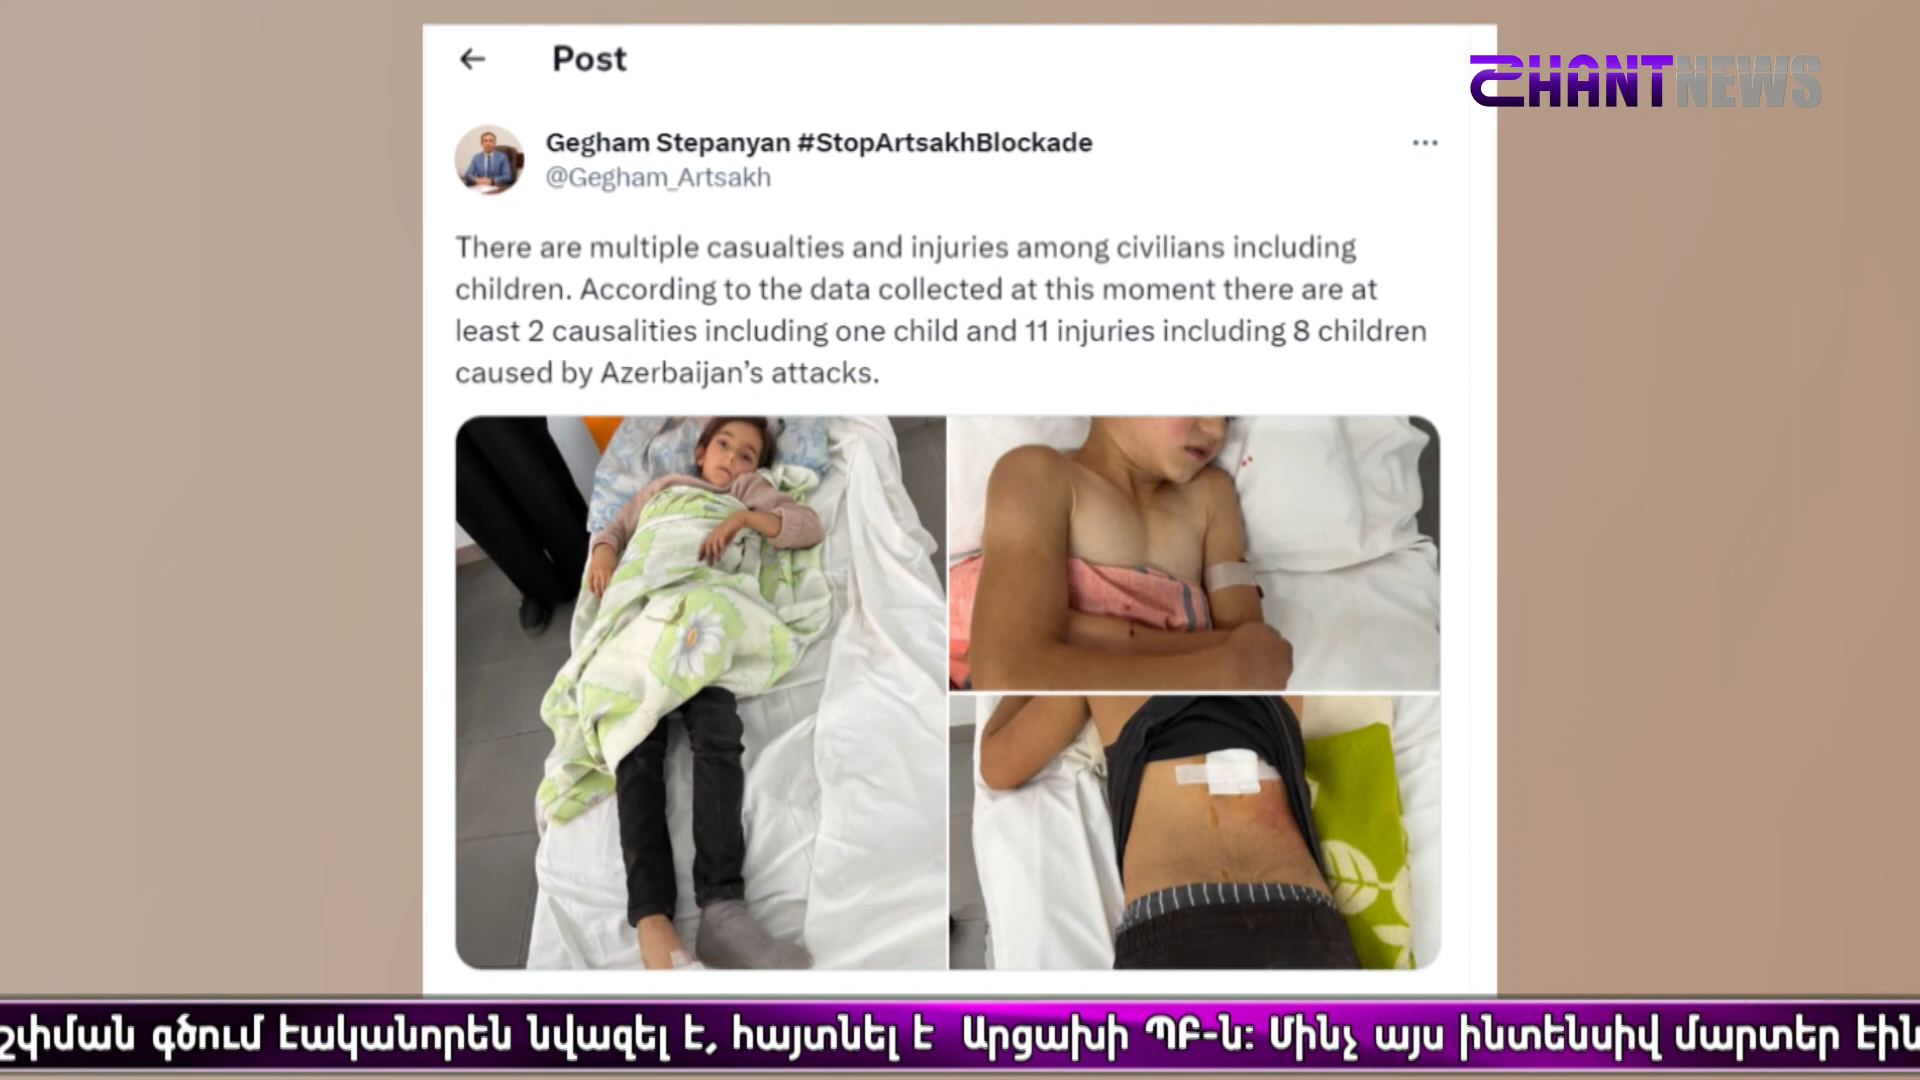 Post
SHANTNEWS
Gegham Stepanyan #StopArtsakhBlockade
@Gegham_Artsakh
There are multiple casualties and injuries among civilians including
children. According to the data collected at this moment there are at
least 2 causalities including one child and 11 injuries including 8 children
caused by Azerbaijan’s attacks.
շփման գծում էականորեն նվազել է, հայտնել է Արցախի ՊԲ-ն: Մինչ այս ինտենսիվ մարտեր էին